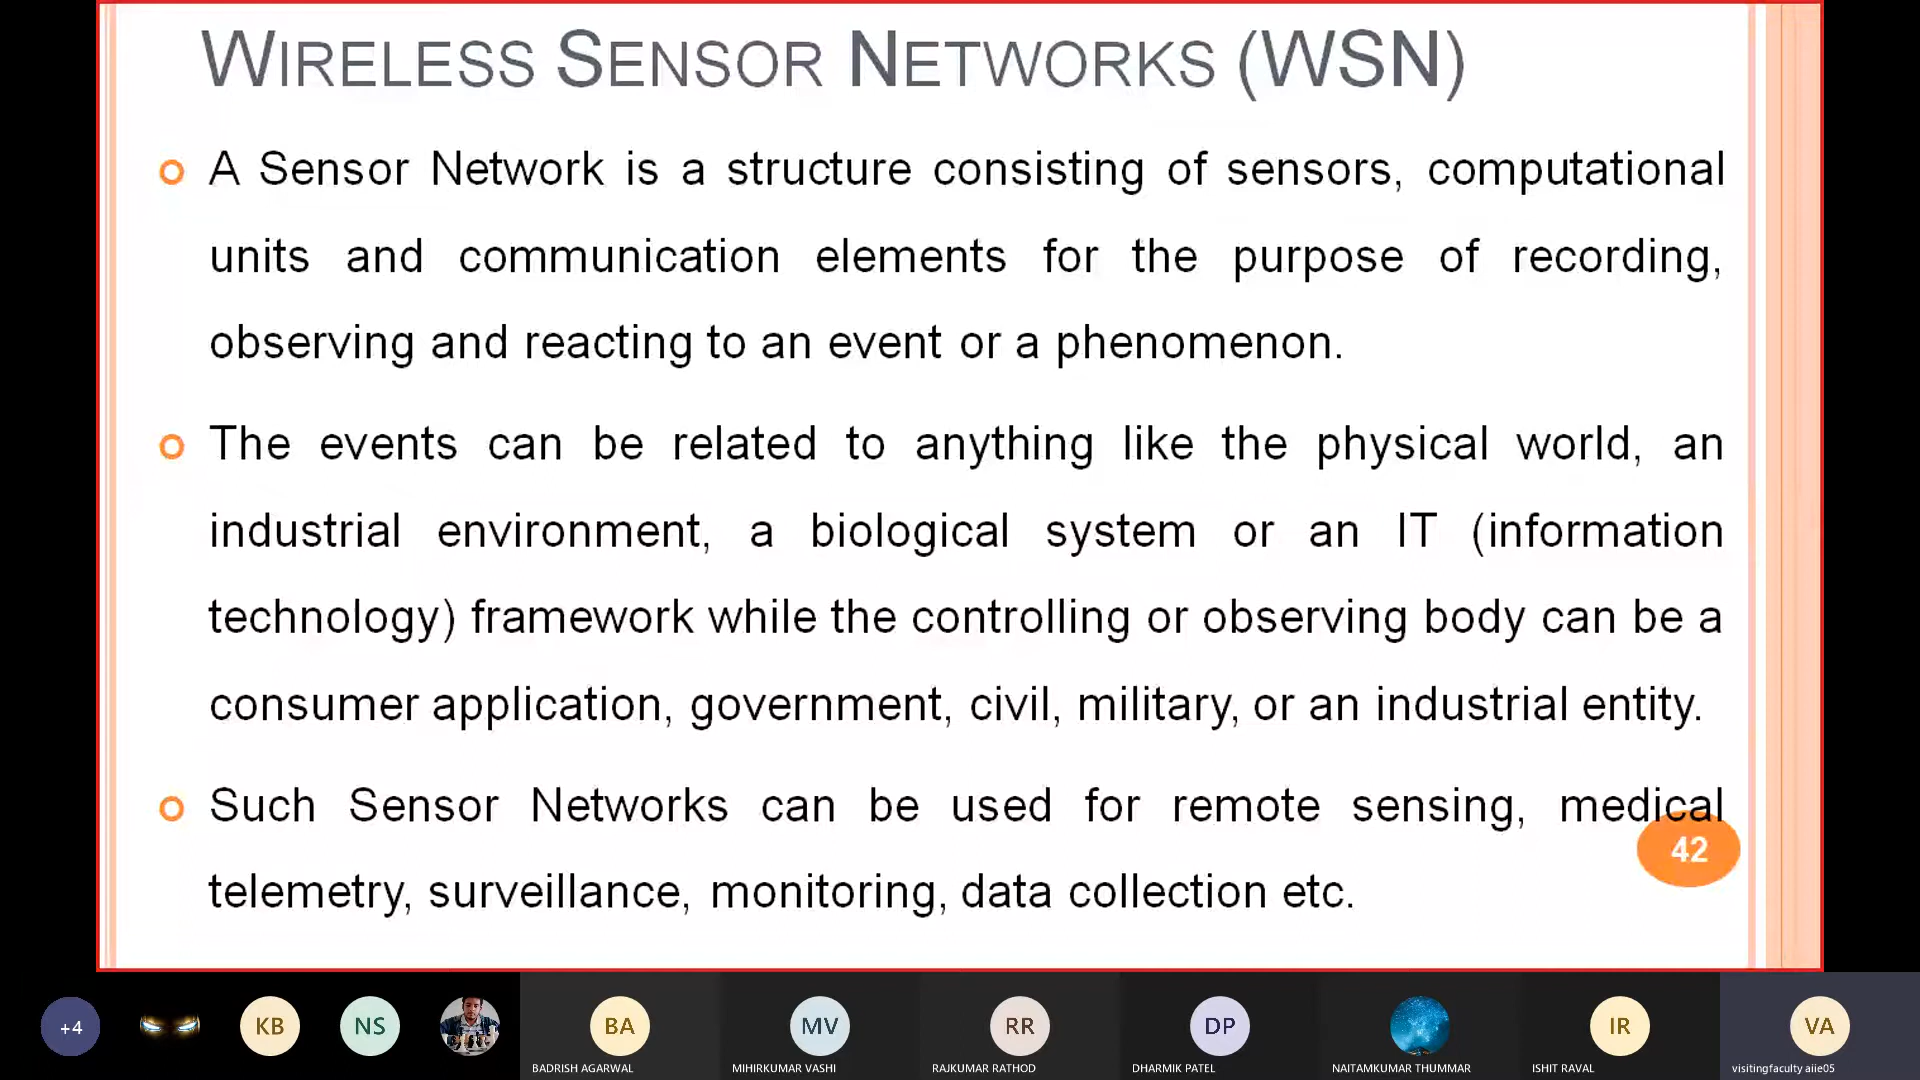 WIRELESS SENSOR NETWORKS (WSN)
A Sensor Network is a structure consisting of sensors, computational
units and communication elements for the purpose of recording,
observing and reacting to an event or a phenomenon.
The events can be related to anything like the physical world, an
industrial environment, a biological system or an IT (information
technology) framework while the controlling or observing body can be a
consumer application, government, civil, military, or an industrial entity.
Such Sensor Networks can be used for remote sensing, medical
telemetry, surveillance, monitoring, data collection etc.
42
+4
KB
NS
BA
MV
RR
DP
IR
VA
BADRISH AGARWAL
MIHIRKUMAR VASHI
RAJKUMAR RATHOD
DHARMIK PATEL
NAITAMKUMAR THUMMAR
ISHIT RAVAL
visitingfaculty aiie05